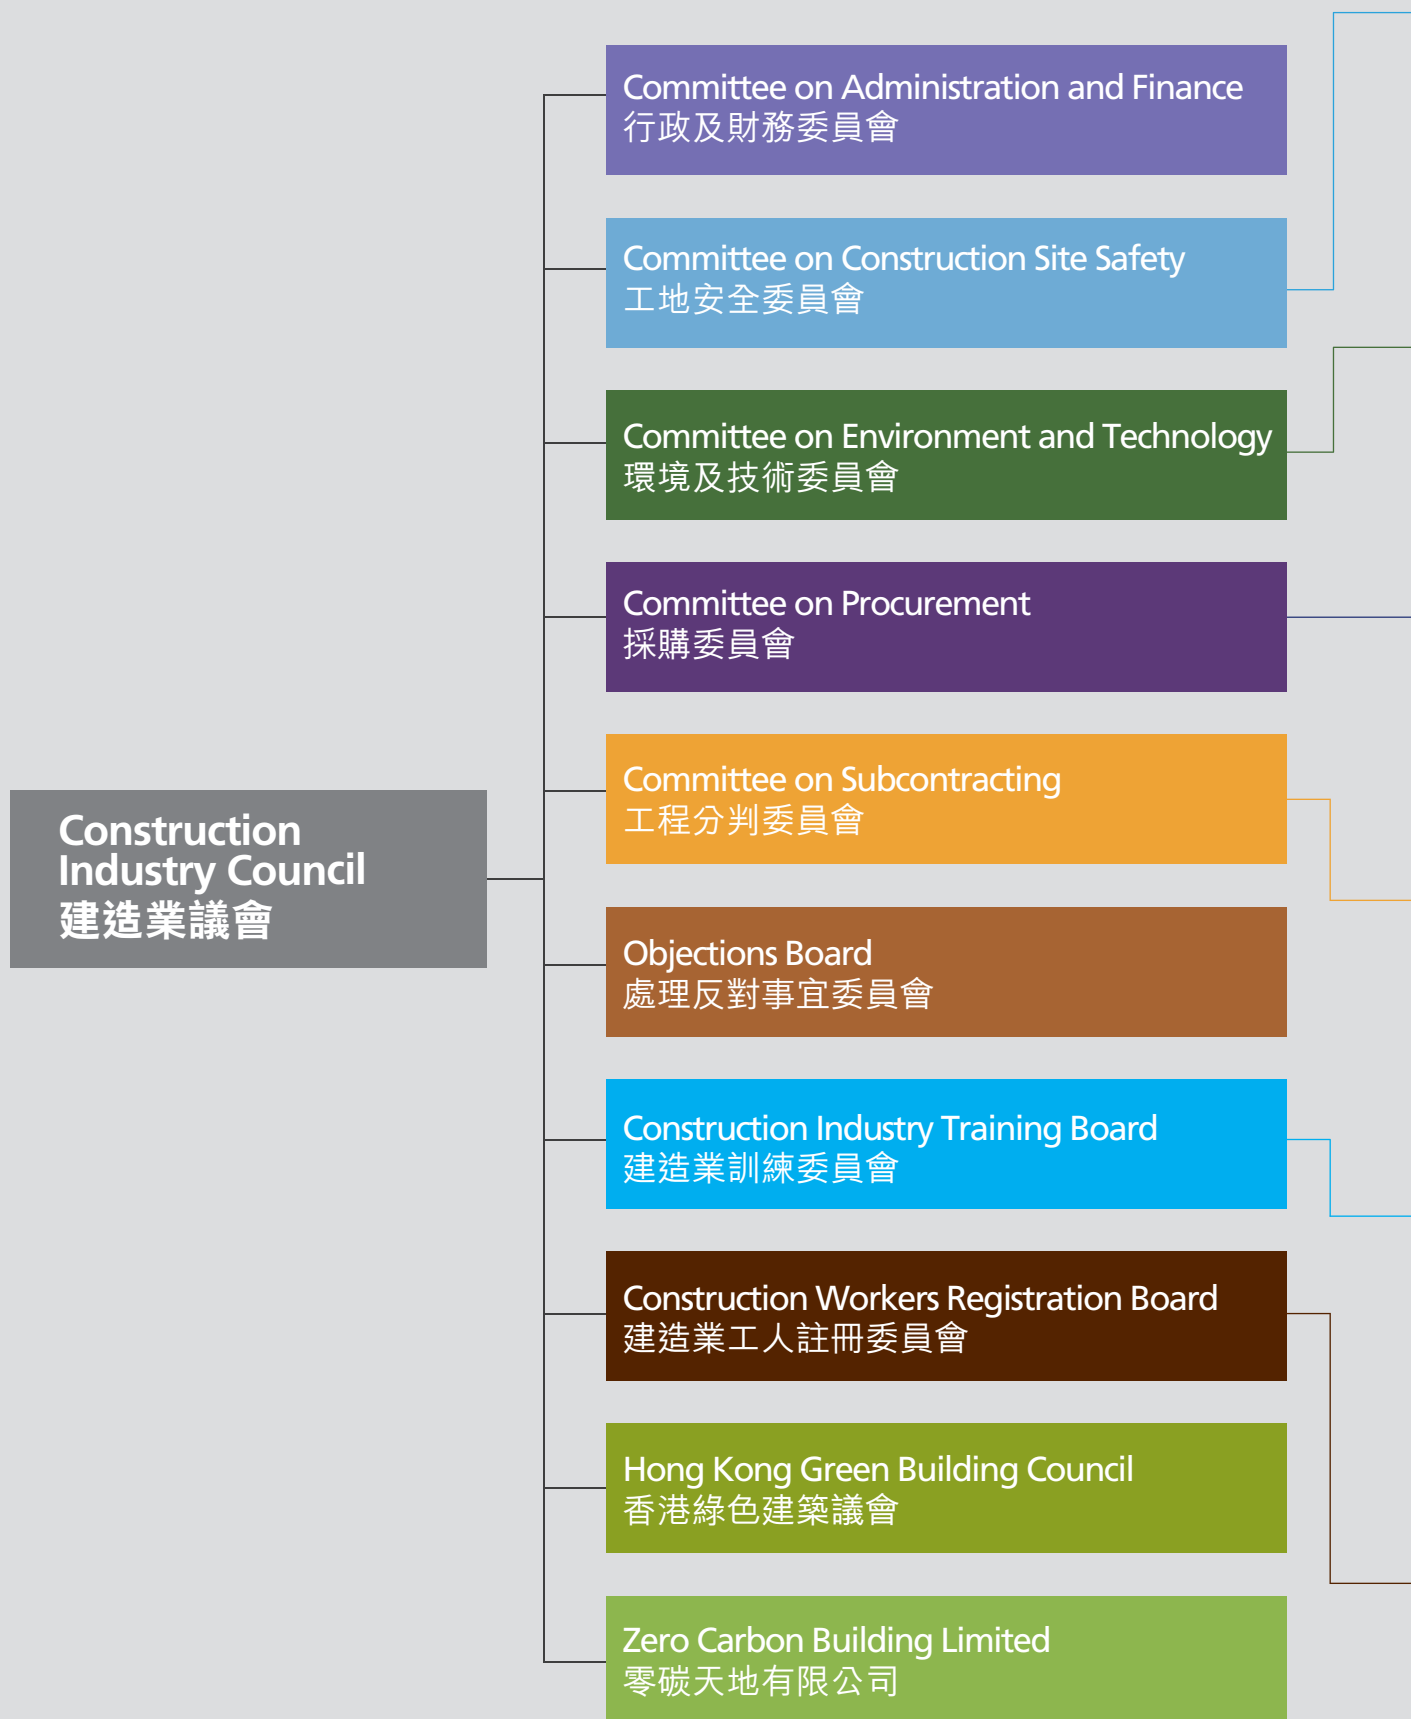 Construction
Industry Council
建造業議會
Committee on Administration and Finance
行政及財務委員會
Committee on Construction Site Safety
工地安全委員會
Committee on Environment and Technology
環境及技術委員會
Committee on Procurement
採購委員會
Committee on Subcontracting
工程分判委員會
Objections Board
處理反對事宜委員會
Construction Industry Training Board
建造業訓練委員會
Construction Workers Registration Board
建造業工人註冊委員會
Hong Kong Green Building Council
香港綠色建築議會
Zero Carbon Building Limited
零碳天地有限公司